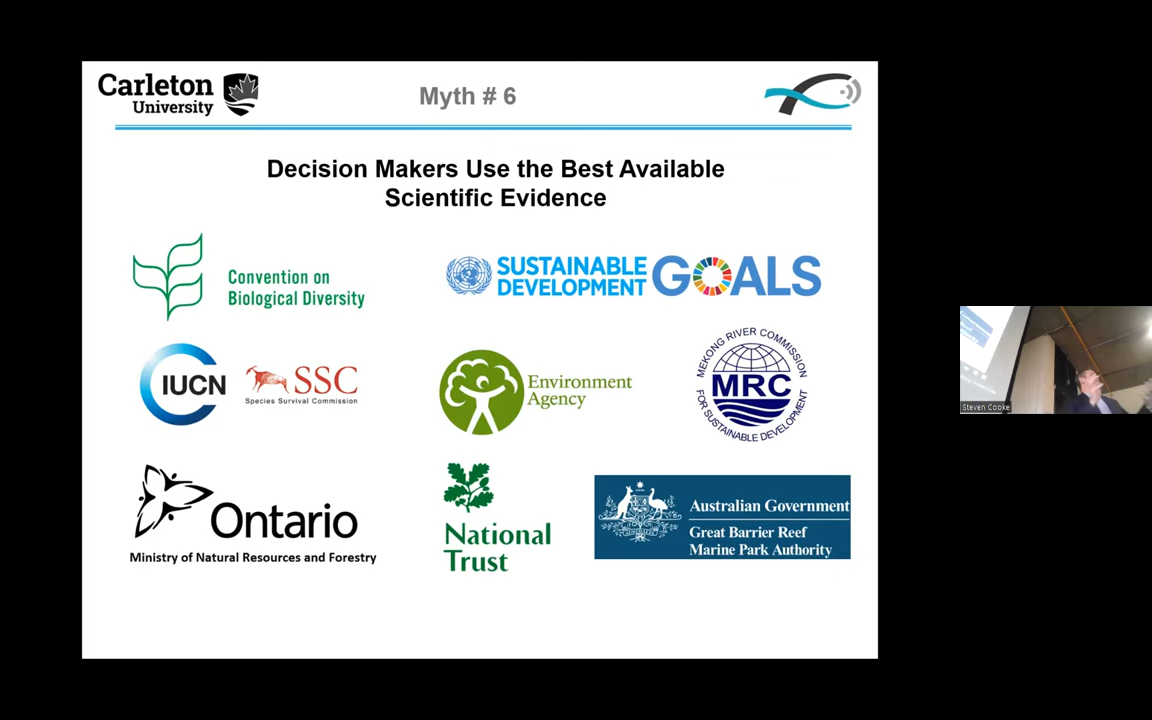 Carleton
University
Myth # 6
Decision Makers Use the Best Available
Scientific Evidence
Convention on
Biological Diversity
SUSTAINABLE
DEVELOPMENT
GOALS
IUCN
SSC
Species Survival Commission
Environment
Agency
MEKONG RIVER COMMISSION
MRC
FOR SUSTAINABLE DEVELOPMENT
Ontario
Ministry of Natural Resources and Forestry
National
Trust
Australian Government
Great Barrier Reef
Marine Park Authority
Steven Cooke